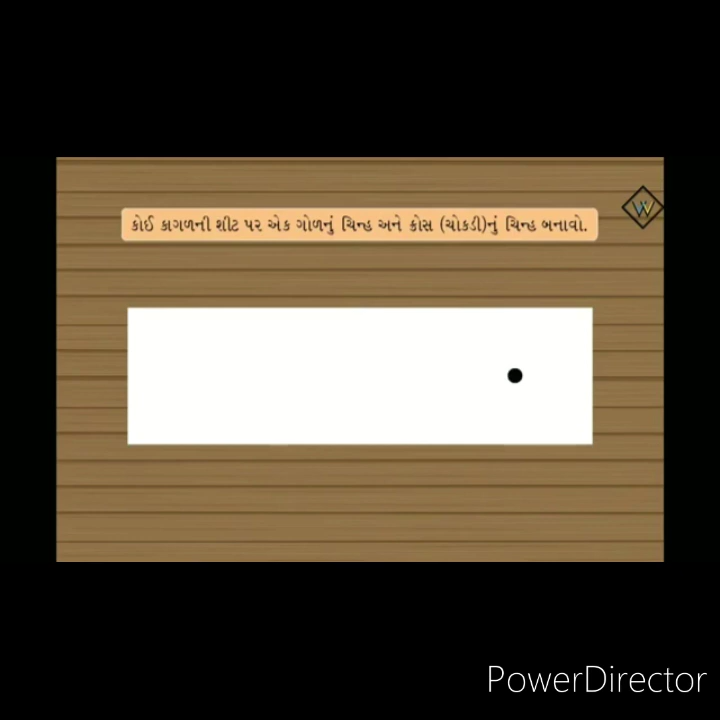 કોઈ કાગળની શીટ પર એક ગોળનું ચિન્હ અને ક્રોસ (ચોકડી)નું ચિન્હ બનાવો.
W
PowerDirector